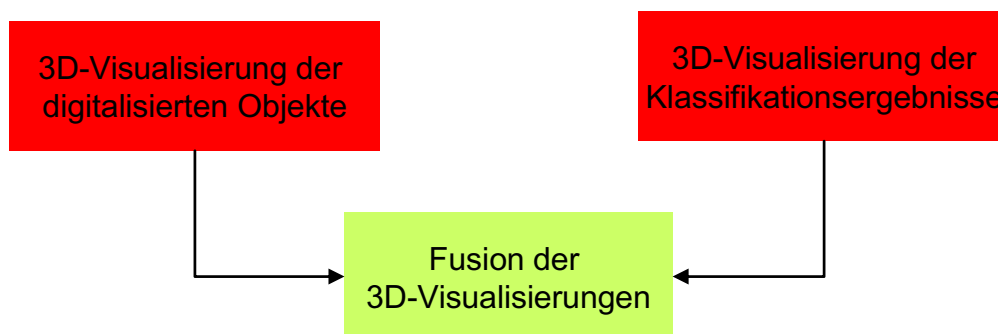 3D-Visualisierung der
digitalisierten Objekte
3D-Visualisierung der
Klassifikationsergebnisse
Fusion der
3D-Visualisierungen